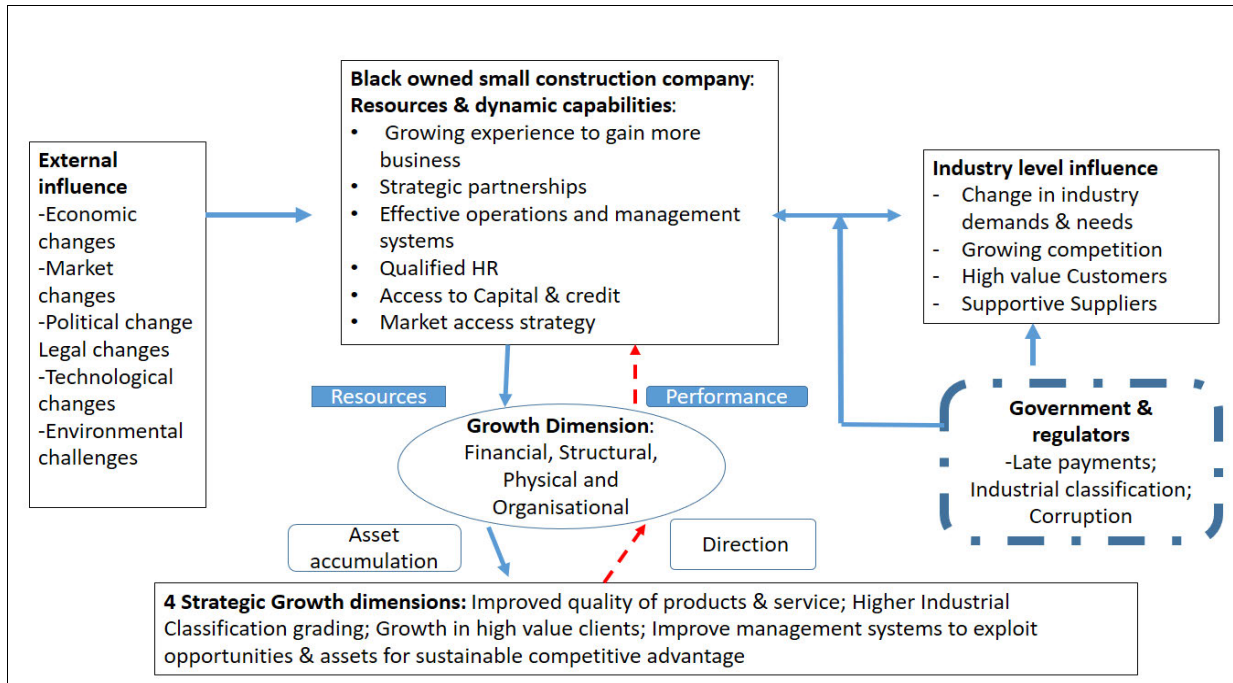 External
influence
-Economic
changes
-Market
changes
-Political change
Legal changes
-Technological
changes
-Environmental
challenges
Black owned small construction company:
Resources & dynamic capabilities:
• Growing experience to gain more
business
• Strategic partnerships
• Effective operations and management
systems
• Qualified HR
• Access to Capital & credit
• Market access strategy
Industry level influence
- Change in industry
demands & needs
- Growing competition
- High value Customers
- Supportive Suppliers
Resources
Performance
Growth Dimension:
Financial, Structural,
Physical and
Organisational
Government &
regulators
-Late payments;
Industrial classification;
Corruption
Asset
accumulation
Direction
4 Strategic Growth dimensions: Improved quality of products & service; Higher Industrial
Classification grading; Growth in high value clients; Improve management systems to exploit
opportunities & assets for sustainable competitive advantage